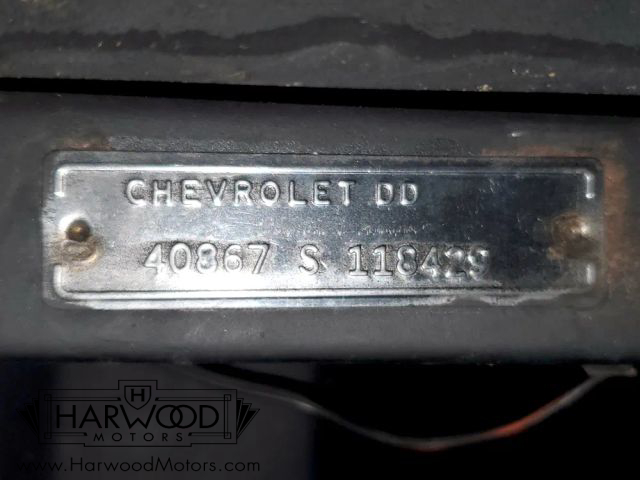 CHEVROLET DD
40867 S 118429
H
HARWOOD
MOTORS
www.HarwoodMotors.com